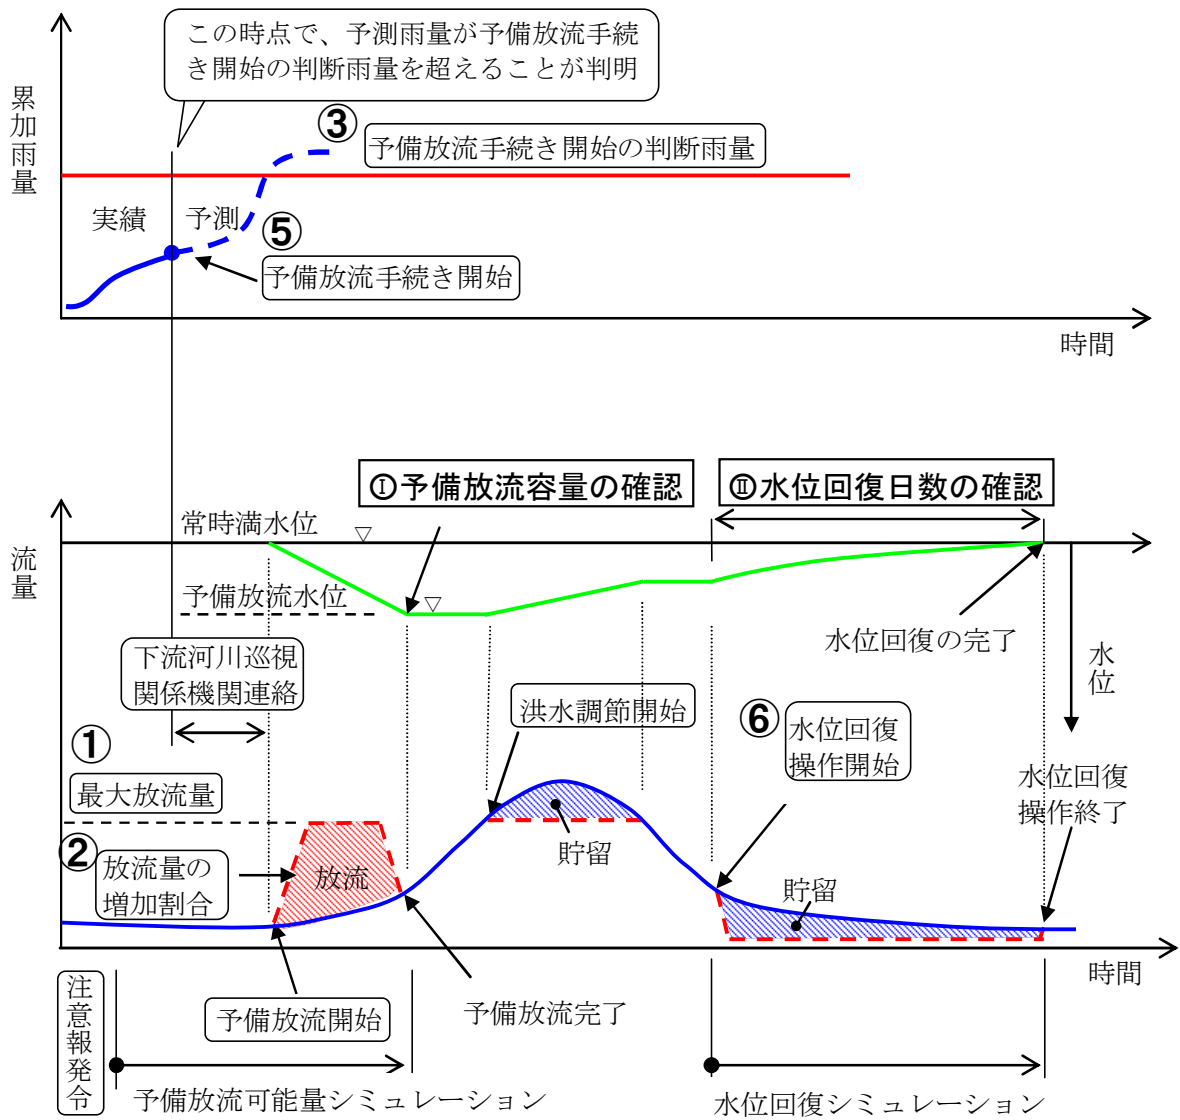 この時点で、予測雨量が予備放流手続
き開始の判断雨量を超えることが判明
累加雨量
③
予備放流手続き開始の判断雨量
実績
予測
⑤
予備放流手続き開始
時間
Ⓘ予備放流容量の確認
Ⅱ水位回復日数の確認
流量
常時満水位
▽
予備放流水位
▽
水位回復の完了
水位
下流河川巡視
関係機関連絡
洪水調節開始
⑥
水位回復
操作開始
①
最大放流量
水位回復
操作終了
②
放流量の
増加割合
放流
貯留
貯留
時間
注意報発令
予備放流開始
予備放流完了
予備放流可能量シミュレーション
水位回復シミュレーション